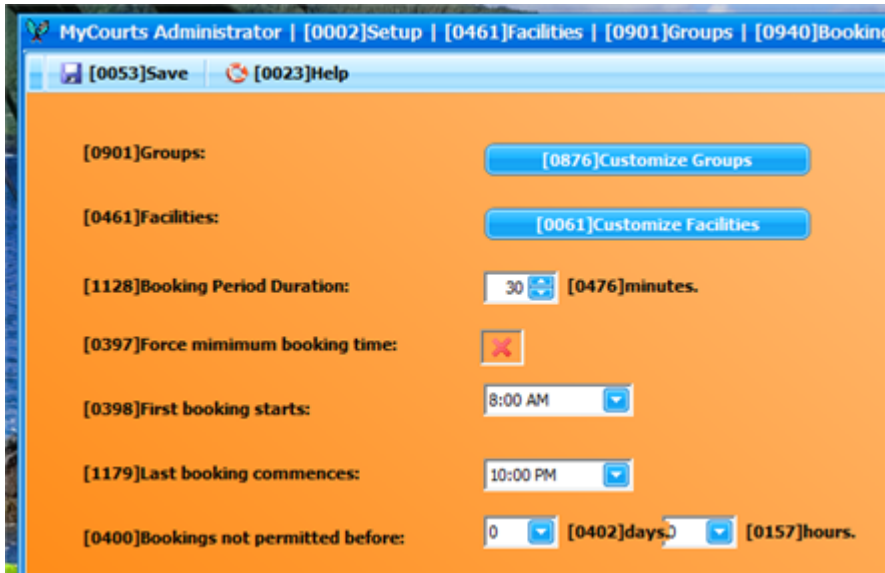 MyCourts Administrator | [0002]Setup | [0461]Facilities | [0901]Groups | [0940]Booking
[0053]Save [0023]Help
[0901]Groups: [0876]Customize Groups
[0461]Facilities: [0061]Customize Facilities
[1128]Booking Period Duration: 30 [0476]minutes.
[0397]Force mimimum booking time:
[0398]First booking starts: 8:00 AM
[1179]Last booking commences: 10:00 PM
[0400]Bookings not permitted before: 0 [0402]days. 0 [0157]hours.